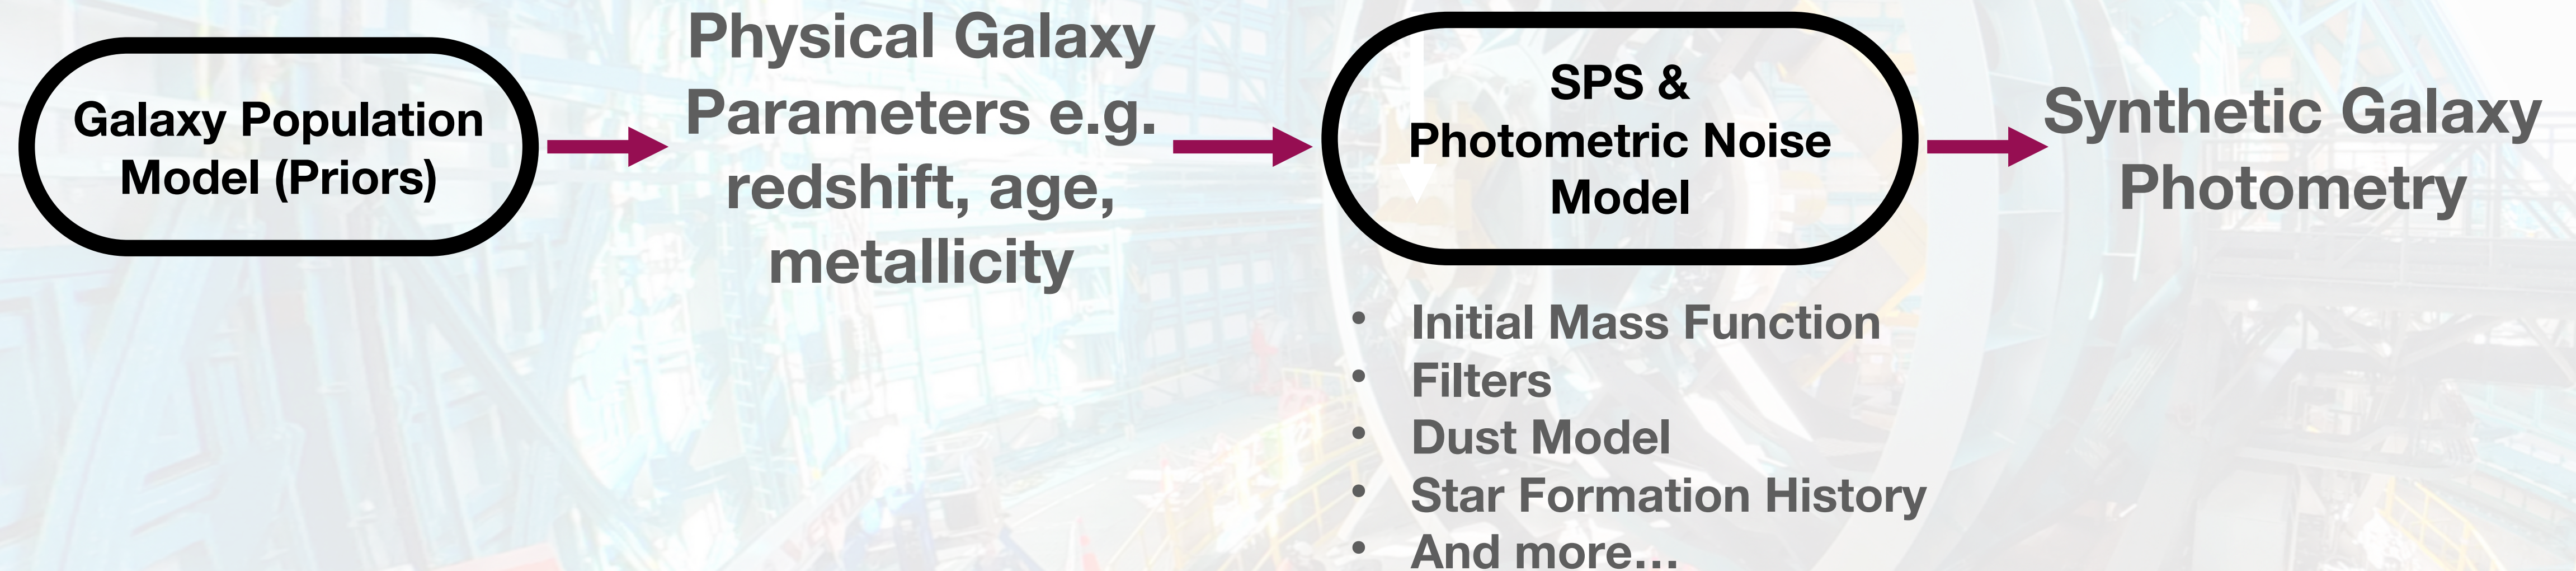 Galaxy Population
Model (Priors)
Physical Galaxy
Parameters e.g.
redshift, age,
metallicity
SPS &
Photometric Noise
Model
• Initial Mass Function
• Filters
• Dust Model
• Star Formation History
• And more…
Synthetic Galaxy
Photometry